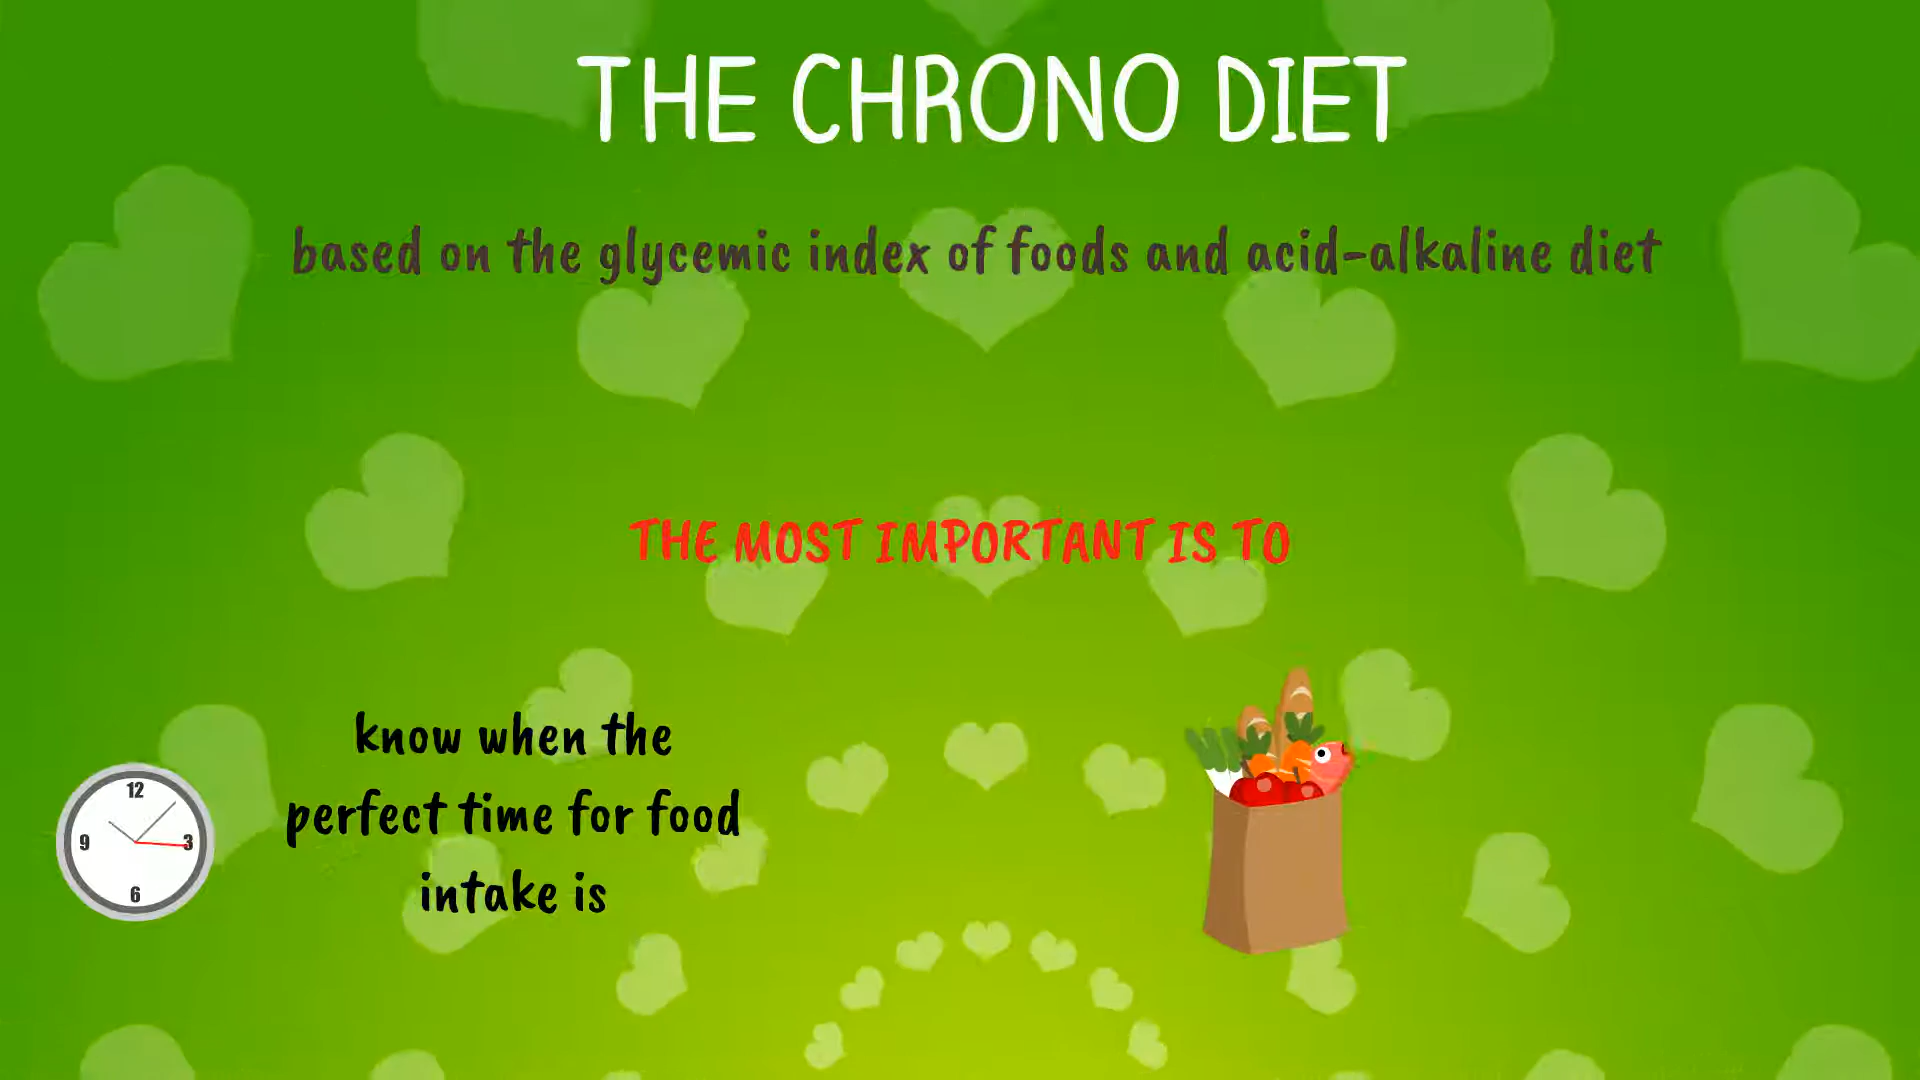 THE CHRONO DIET
based on the glycemic index of foods and acid-alkaline diet
THE MOST IMPORTANT IS TO
know when the
perfect time for food
intake is
12
9 3
6